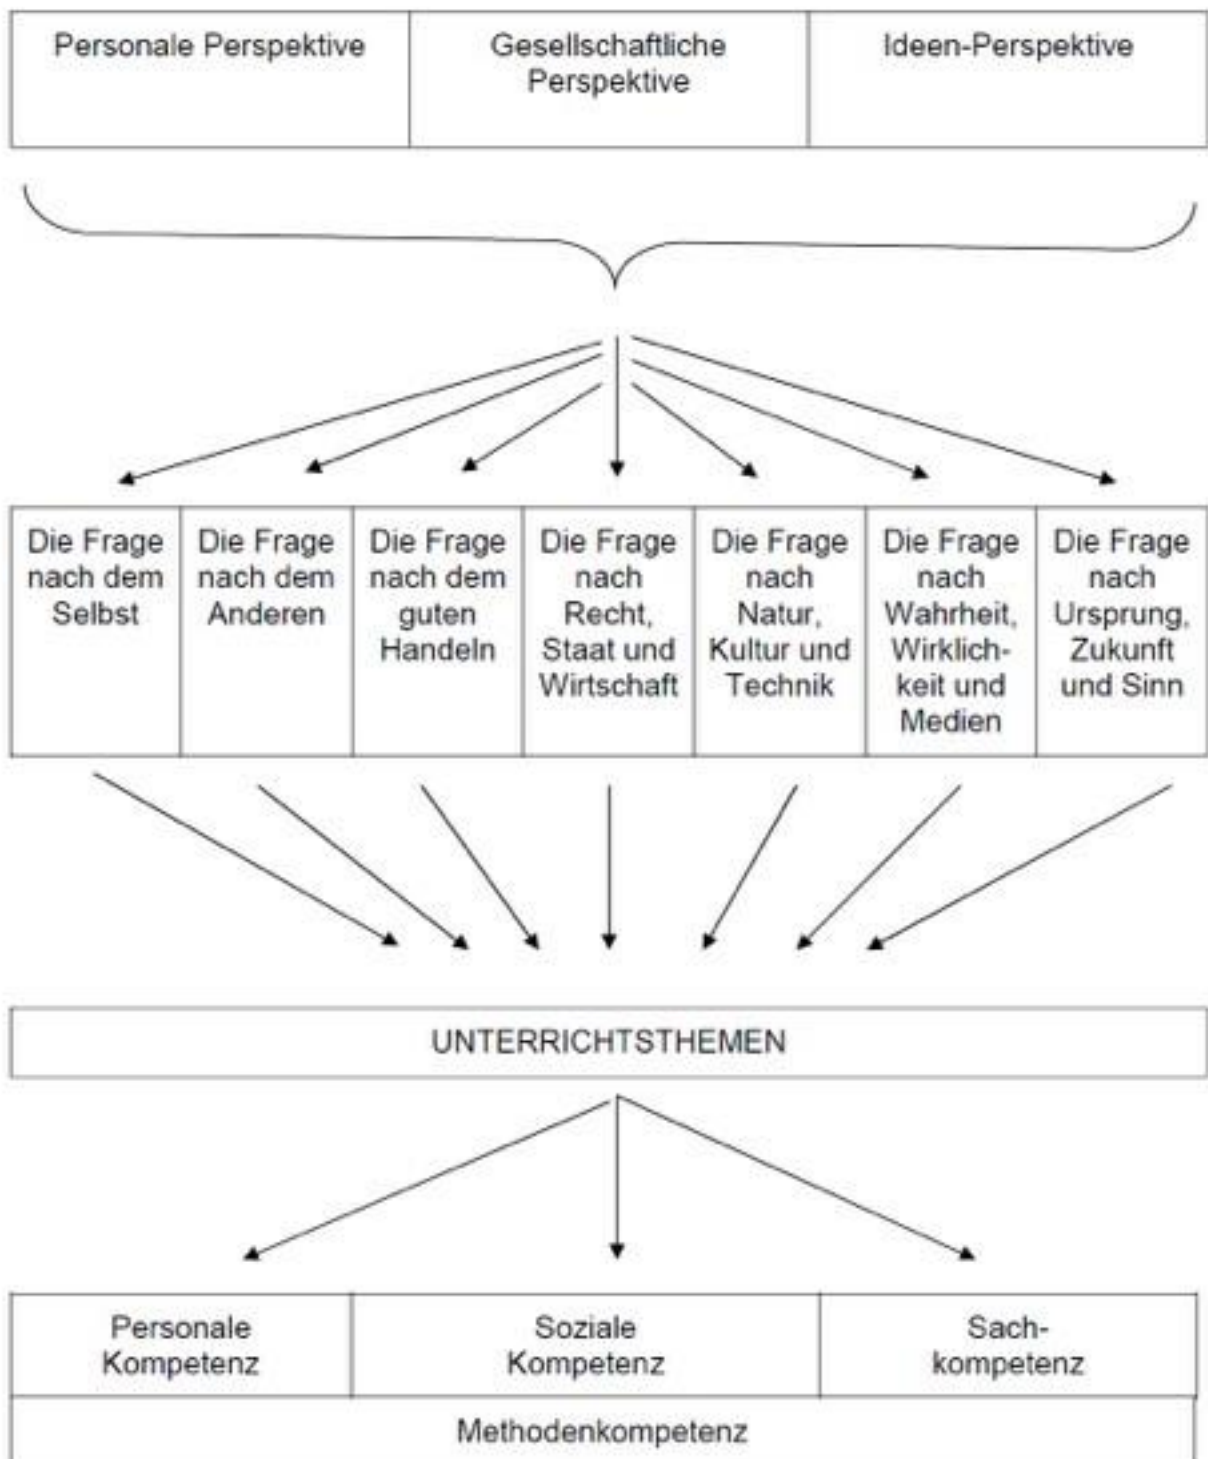 Personale Perspektive
Gesellschaftliche
Perspektive
Ideen-Perspektive
Die Frage
nach dem
Selbst
Die Frage
nach dem
Anderen
Die Frage
nach dem
guten
Handeln
Die Frage
nach
Recht,
Staat und
Wirtschaft
Die Frage
nach
Natur,
Kultur und
Technik
Die Frage
nach
Wahrheit,
Wirklich-
keit und
Medien
Die Frage
nach
Ursprung,
Zukunft
und Sinn
UNTERRICHTSTHEMEN
Personale
Kompetenz
Soziale
Kompetenz
Sach-
kompetenz
Methodenkompetenz